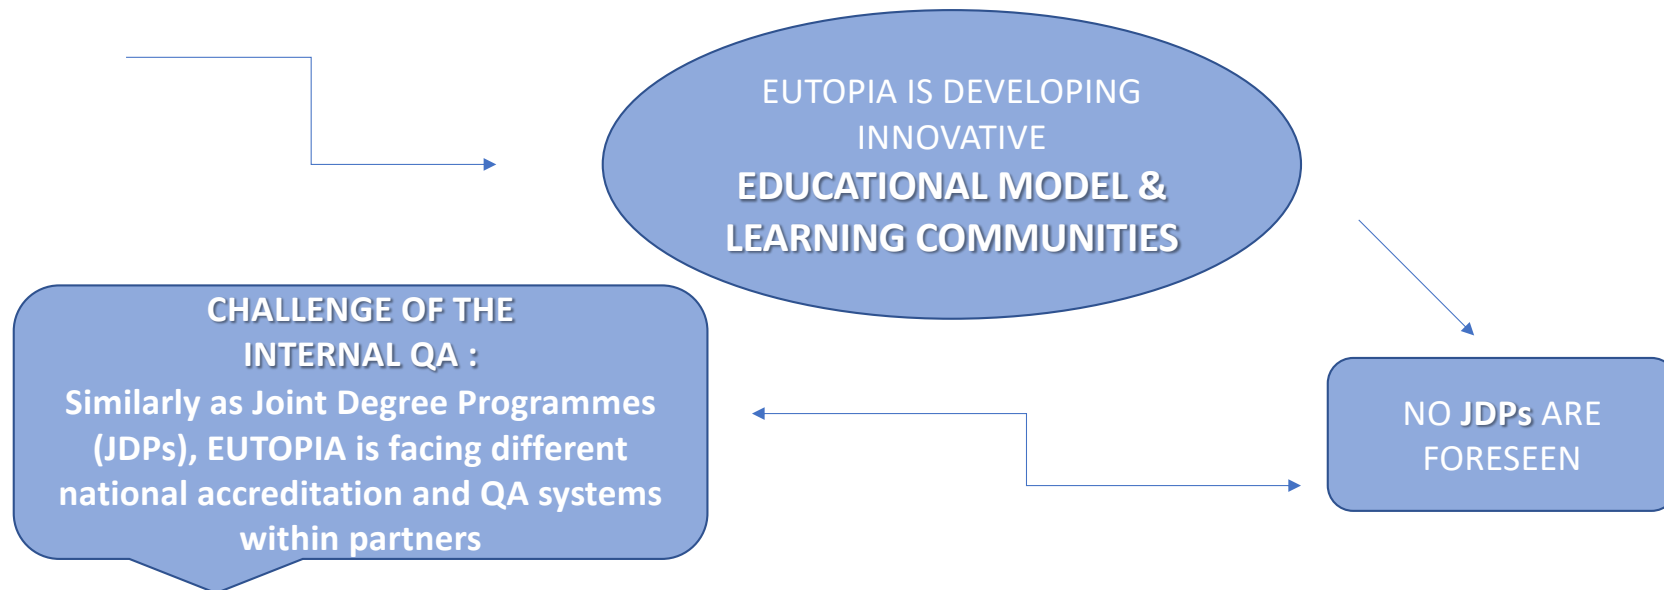 EUTOPIA IS DEVELOPING
INNOVATIVE
EDUCATIONAL MODEL &
LEARNING COMMUNITIES
CHALLENGE OF THE
INTERNAL QA :
Similarly as Joint Degree Programmes
(JDPs), EUTOPIA is facing different
national accreditation and QA systems
within partners
NO JDPs ARE
FORESEEN